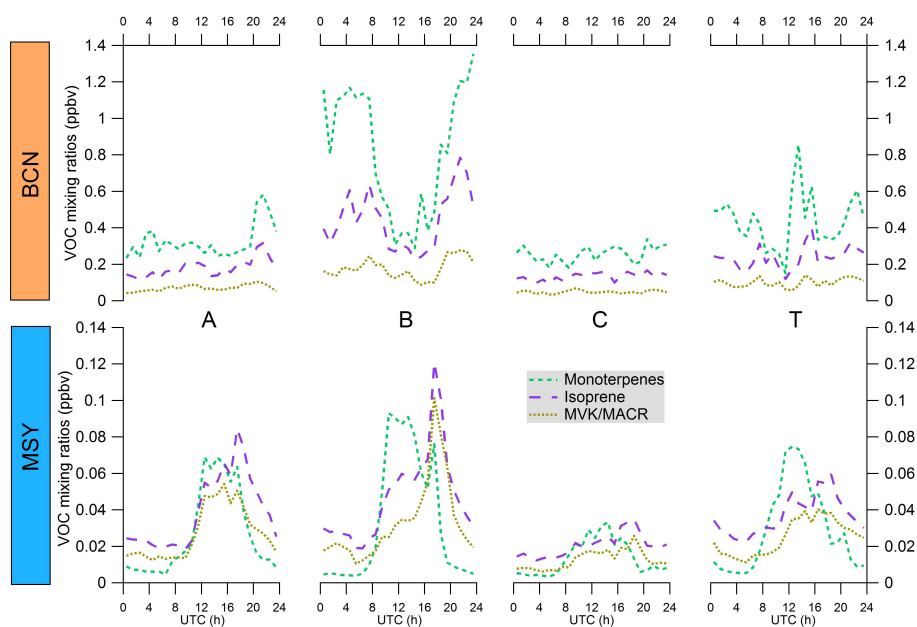 0 4 8 12 16 20 24 0 4 8 12 16 20 24 0 4 8 12 16 20 24 0 4 8 12 16 20 24
BCN
VOC mixing ratios (ppbv)
1.4 1.4
1.2 1.2
1 1
0.8 0.8
0.6 0.6
0.4 0.4
0.2 0.2
0 0
A B C T
MSY
VOC mixing ratios (ppbv)
0.14 0.14
0.12 0.12
0.1 0.1
0.08 0.08
0.06 0.06
0.04 0.04
0.02 0.02
0 0
Monoterpenes
Isoprene
MVK/MACR
0 4 8 12 16 20 24 0 4 8 12 16 20 24 0 4 8 12 16 20 24 0 4 8 12 16 20 24
UTC (h) UTC (h) UTC (h) UTC (h)